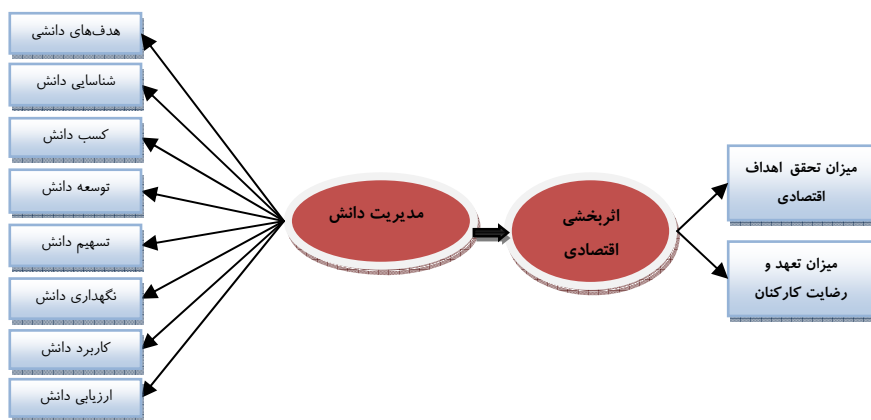 هدف‌های دانشی
شناسایی دانش
کسب دانش
توسعه دانش
تسهیم دانش
نگهداری دانش
کاربرد دانش
ارزیابی دانش
مدیریت دانش
اثربخشی
اقتصادی
میزان تحقق اهداف
اقتصادی
میزان تعهد و
رضایت کارکنان